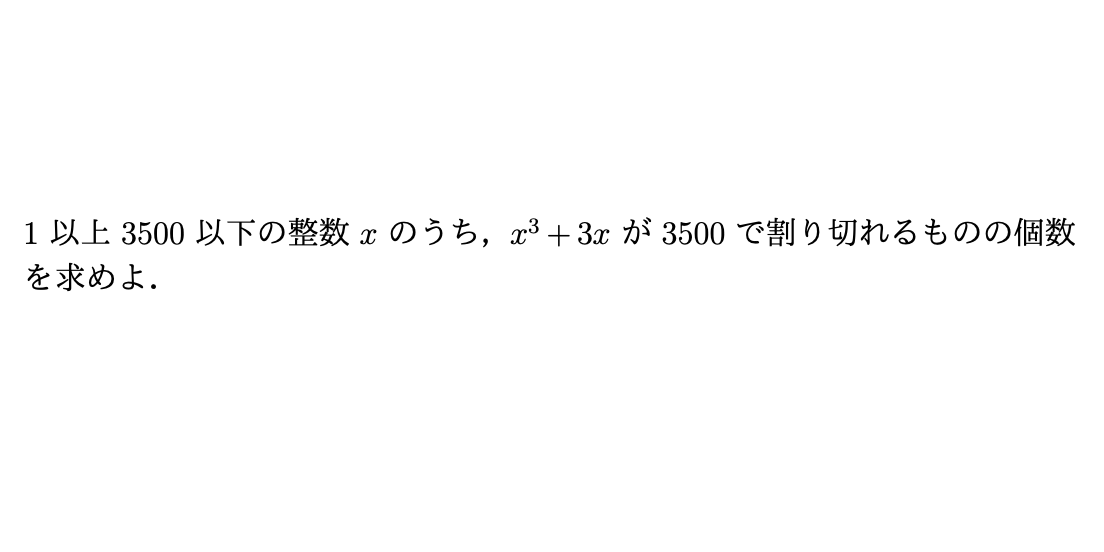 1 以上 3500 以下の整数 x のうち，x³ + 3x が 3500 で割り切れるものの個数
を求めよ．